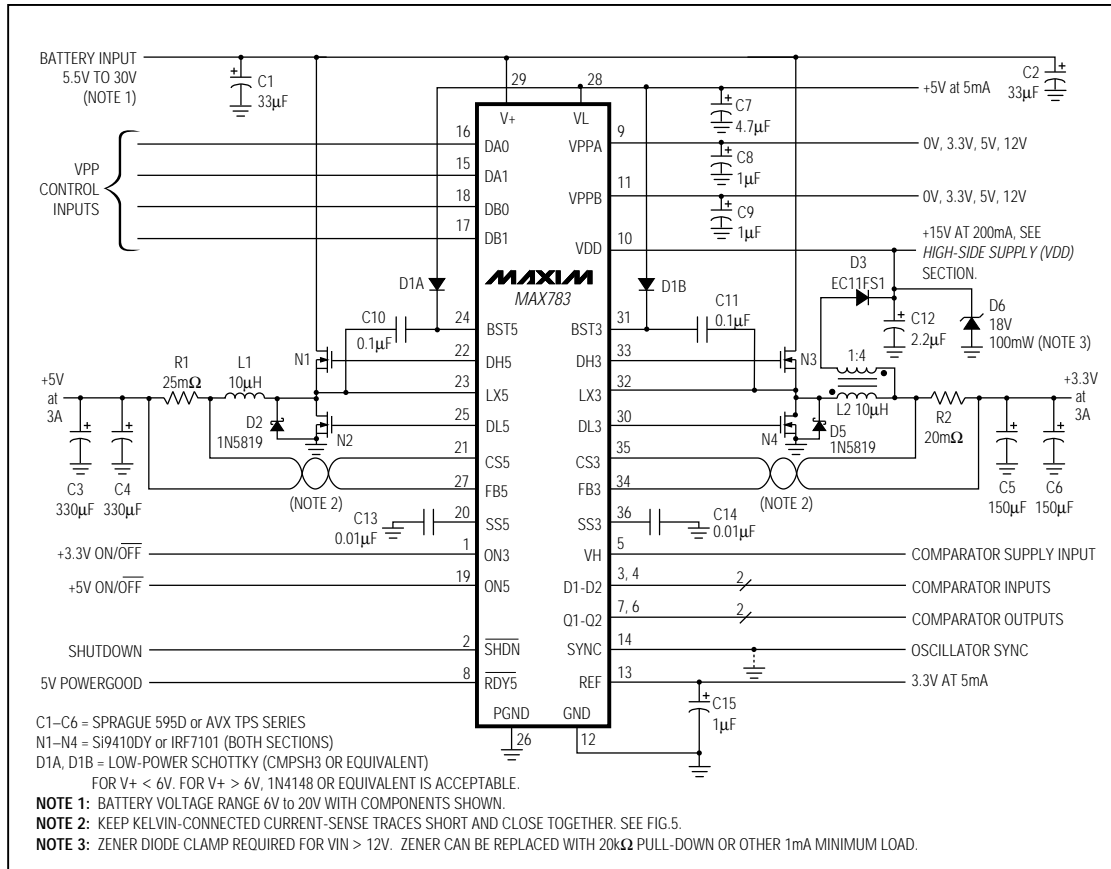 BATTERY INPUT
5.5V TO 30V
(NOTE 1)
C1
33µF
29
28
C2
33µF
+5V at 5mA
C7
4.7µF
V+
VL
VPP
CONTROL
INPUTS
16
DA0
15
DA1
18
DB0
17
DB1
9
VPPA
0V, 3.3V, 5V, 12V
C8
1µF
11
VPPB
0V, 3.3V, 5V, 12V
C9
1µF
10
VDD
+15V AT 200mA, SEE
HIGH-SIDE SUPPLY (VDD)
SECTION.
MAXIM
MAX783
D1A
D1B
D3
EC11FS1
C10
0.1µF
C11
0.1µF
C12
2.2µF
D6
18V
100mW (NOTE 3)
24
BST5
31
BST3
N1
22
DH5
33
DH3
N3
1:4
+5V
at
3A
R1
25mΩ
L1
10µH
23
LX5
32
LX3
L2 10µH
R2
20mΩ
+3.3V
at
3A
D2
1N5819
N2
25
DL5
30
DL3
N4
D5
1N5819
21
CS5
35
CS3
C3
330µF
C4
330µF
(NOTE 2)
27
FB5
34
FB3
(NOTE 2)
C5
150µF
C6
150µF
C13
0.01µF
20
SS5
36
SS3
C14
0.01µF
+3.3V ON/OFF
1
ON3
5
VH
COMPARATOR SUPPLY INPUT
+5V ON/OFF
19
ON5
3, 4
D1-D2
2
COMPARATOR INPUTS
7, 6
Q1-Q2
2
COMPARATOR OUTPUTS
SHUTDOWN
2
SHDN
14
SYNC
OSCILLATOR SYNC
5V POWERGOOD
8
RDY5
13
REF
3.3V AT 5mA
C15
1µF
PGND
GND
26
12
C1–C6 = SPRAGUE 595D or AVX TPS SERIES
N1–N4 = Si9410DY or IRF7101 (BOTH SECTIONS)
D1A, D1B = LOW-POWER SCHOTTKY (CMPSH3 OR EQUIVALENT)
FOR V+ < 6V. FOR V+ > 6V, 1N4148 OR EQUIVALENT IS ACCEPTABLE.
NOTE 1: BATTERY VOLTAGE RANGE 6V to 20V WITH COMPONENTS SHOWN.
NOTE 2: KEEP KELVIN-CONNECTED CURRENT-SENSE TRACES SHORT AND CLOSE TOGETHER. SEE FIG.5.
NOTE 3: ZENER DIODE CLAMP REQUIRED FOR VIN > 12V. ZENER CAN BE REPLACED WITH 20kΩ PULL-DOWN OR OTHER 1mA MINIMUM LOAD.